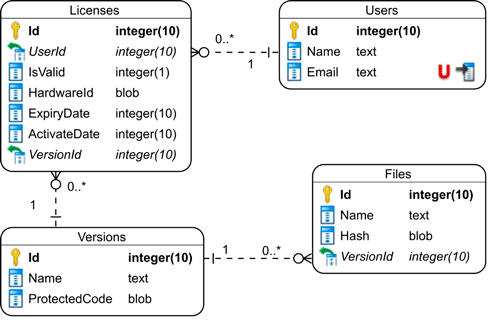 Licenses
Id integer(10)
UserId integer(10)
IsValid integer(1)
HardwareId blob
ExpiryDate integer(10)
ActivateDate integer(10)
VersionId integer(10)
0..*
1
Users
Id integer(10)
Name text
Email text
U
0..*
1
Versions
Id integer(10)
Name text
ProtectedCode blob
1
0..*
Files
Id integer(10)
Name text
Hash blob
VersionId integer(10)